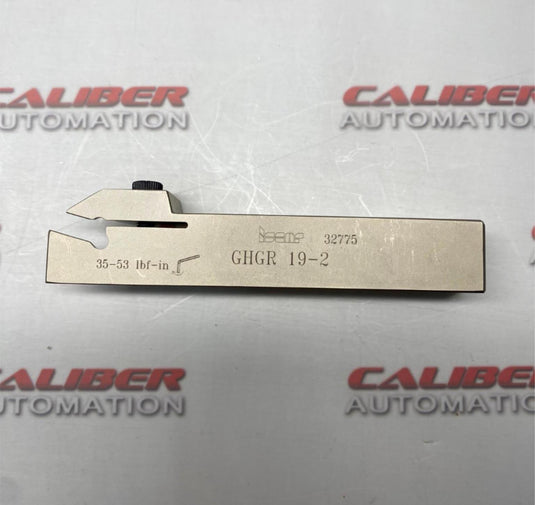 CALIBER
AUTOMATION
CALIBER
AUTOMATION
iscar 32775
35-53 lbf-in
GHGR 19-2
CALIBER
AUTOMATION
CALIBER
AUTOMATION